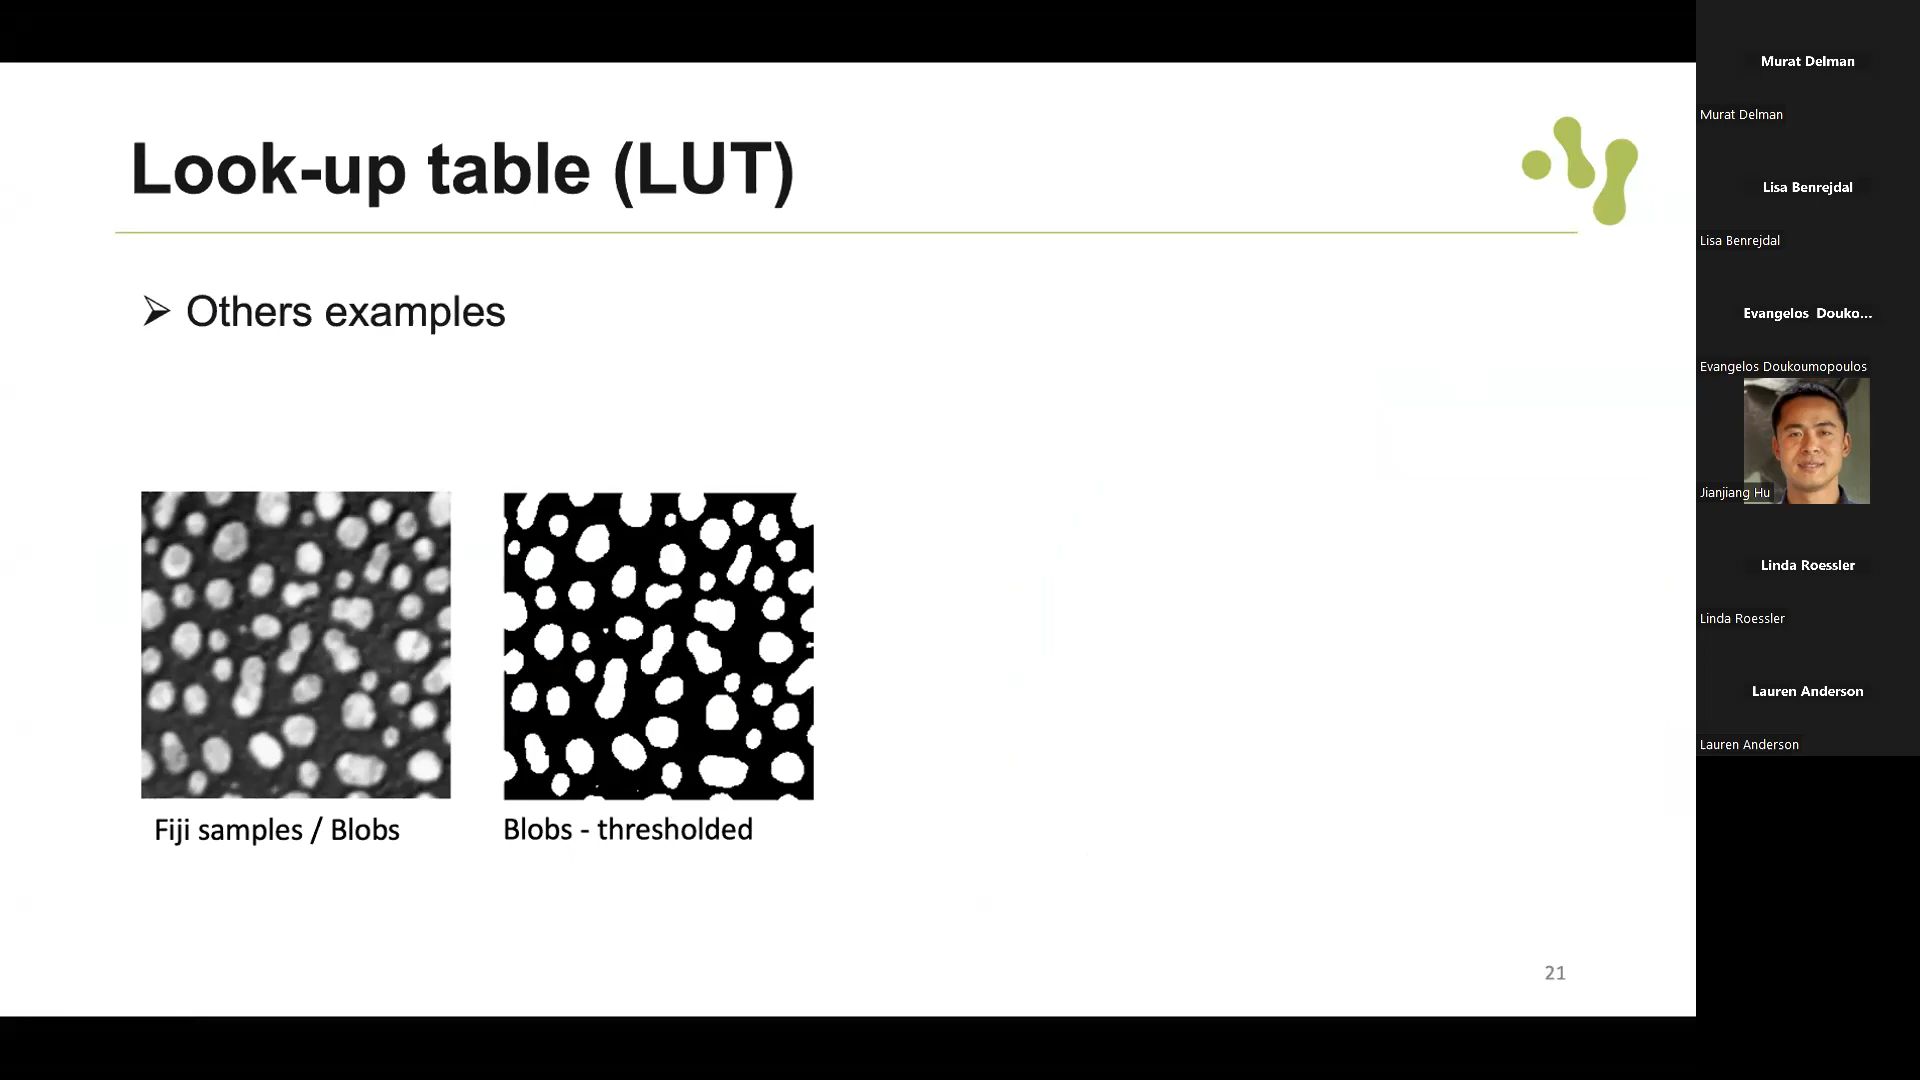 Look-up table (LUT)
Others examples
Fiji samples / Blobs
Blobs - thresholded
21
Murat Delman
Murat Delman
Lisa Benrejdal
Lisa Benrejdal
Evangelos Douko...
Evangelos Doukoumopoulos
Jianjiang Hu
Linda Roessler
Linda Roessler
Lauren Anderson
Lauren Anderson